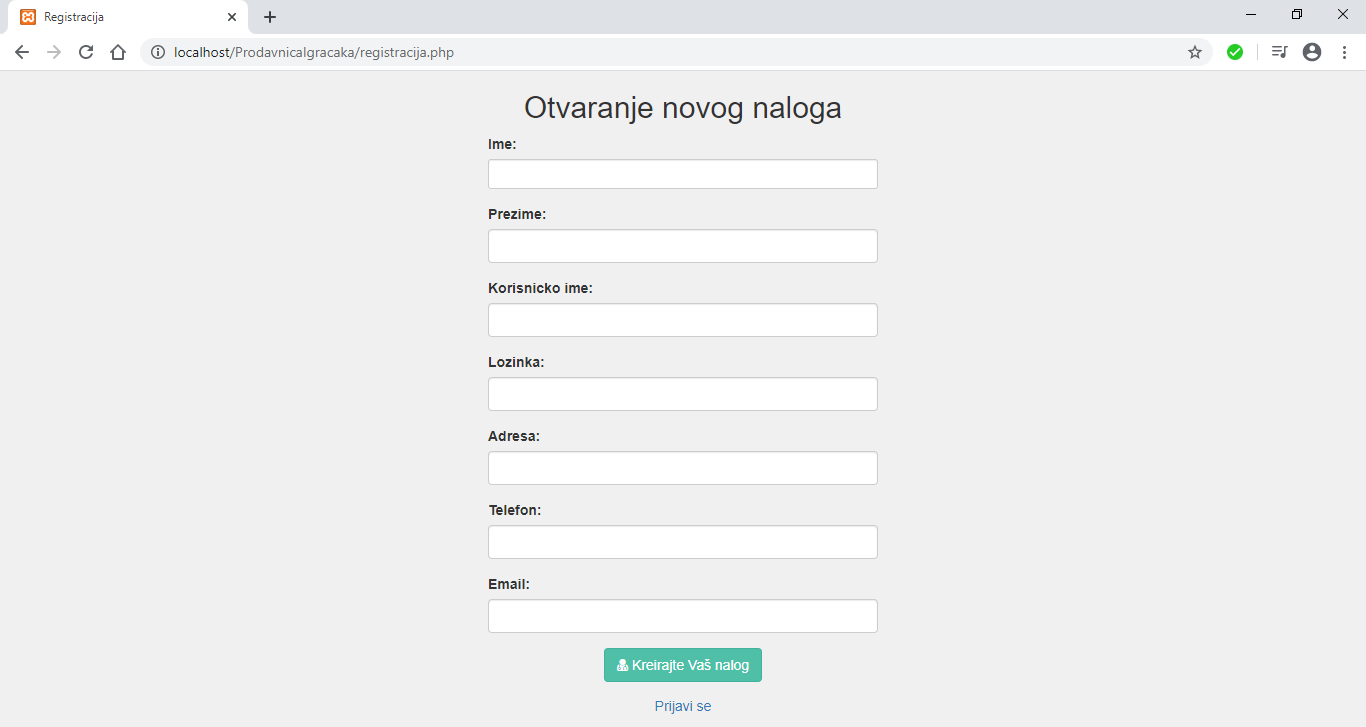 Registracija
localhost/ProdavnicaIgracaka/registracija.php
Otvaranje novog naloga
Ime:
Prezime:
Korisnicko ime:
Lozinka:
Adresa:
Telefon:
Email:
Kreirajte Vaš nalog
Prijavi se